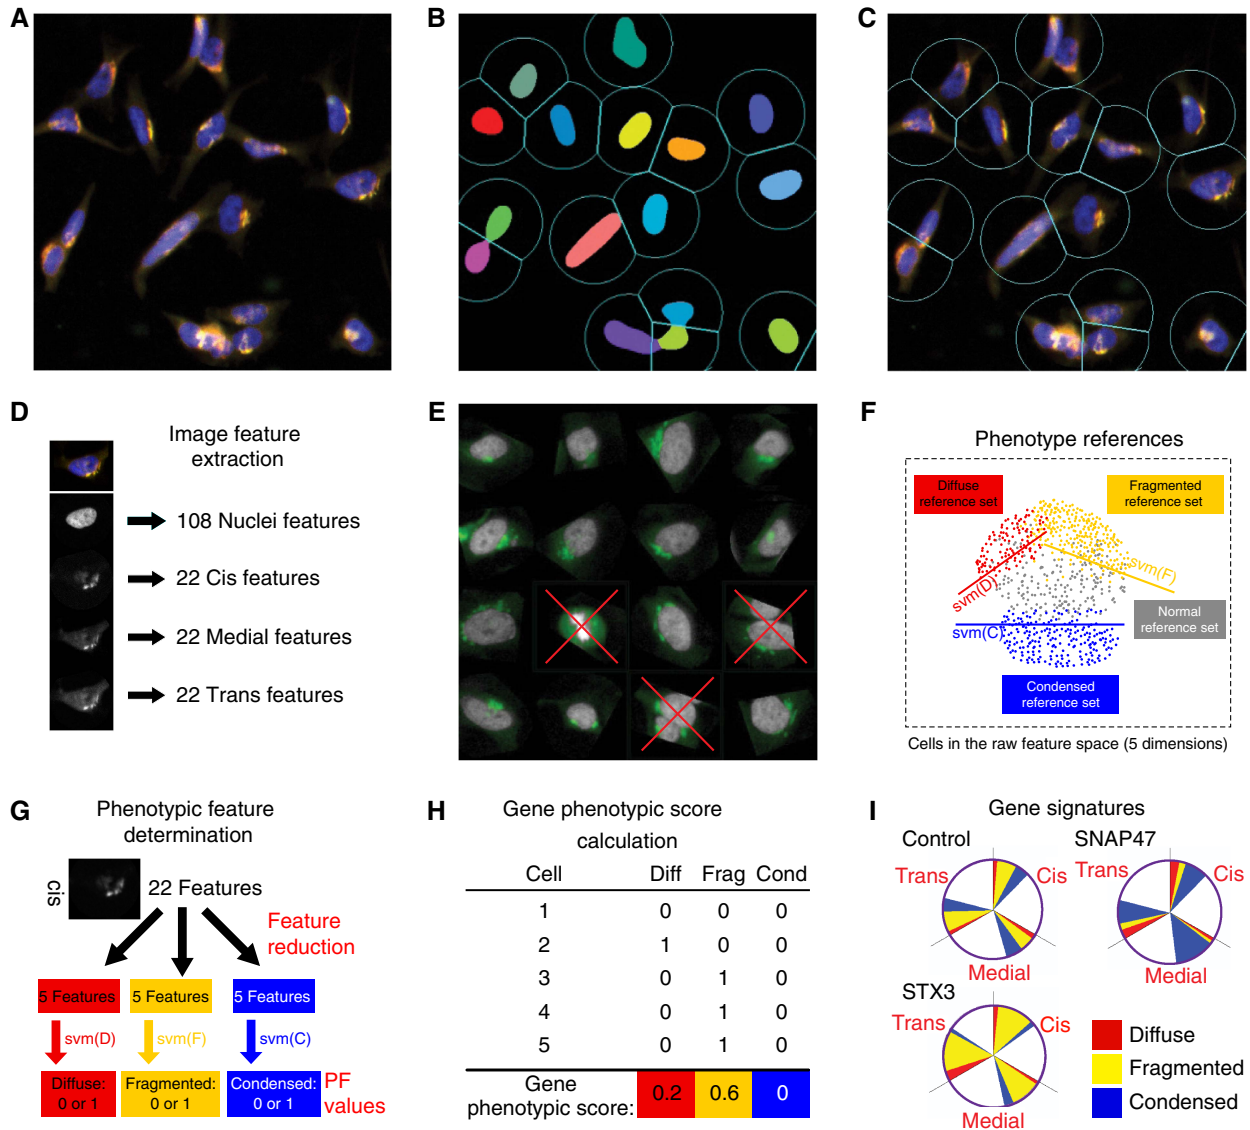 A
B
C
D
Image feature
extraction
108 Nuclei features
22 Cis features
22 Medial features
22 Trans features
E
F
Phenotype references
Diffuse
reference set
Fragmented
reference set
svm(D)
svm(F)
Normal
reference set
svm(C)
Condensed
reference set
Cells in the raw feature space (5 dimensions)
G
Phenotypic feature
determination
cis
22 Features
Feature
reduction
5 Features
5 Features
5 Features
svm(D)
svm(F)
svm(C)
Diffuse:
0 or 1
Fragmented:
0 or 1
Condensed:
0 or 1
PF
values
H
Gene phenotypic score
calculation
Cell Diff Frag Cond
1 0 0 0
2 1 0 0
3 0 1 0
4 0 1 0
5 0 1 0
Gene
phenotypic score: 0.2 0.6 0
I
Gene signatures
Control
Trans
Cis
Medial
SNAP47
Trans
Cis
Medial
STX3
Trans
Cis
Medial
Diffuse
Fragmented
Condensed